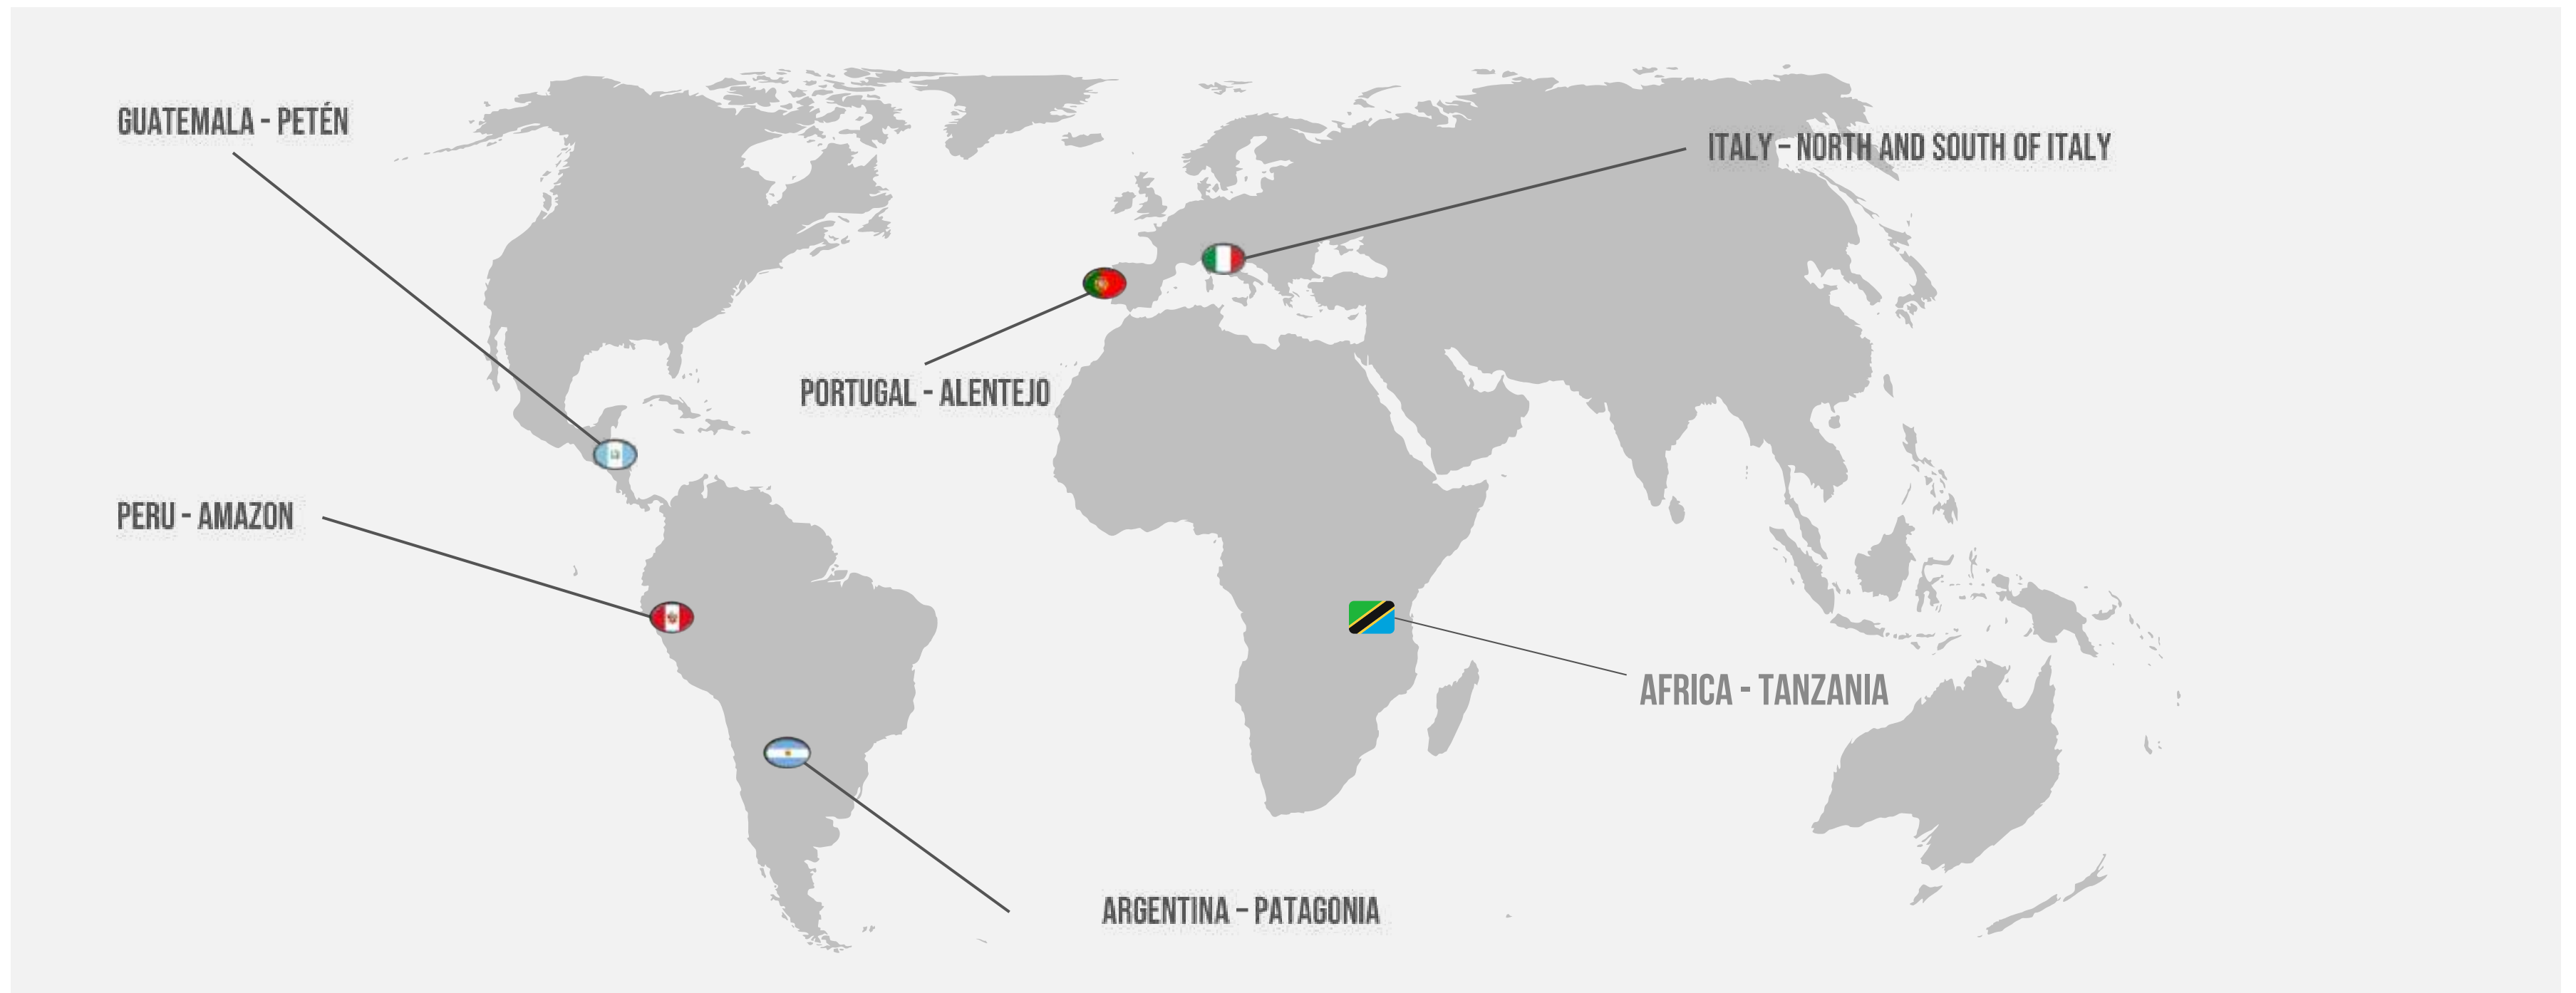 GUATEMALA - PETÉN
ITALY – NORTH AND SOUTH OF ITALY
PORTUGAL - ALENTEJO
PERU - AMAZON
AFRICA - TANZANIA
ARGENTINA – PATAGONIA